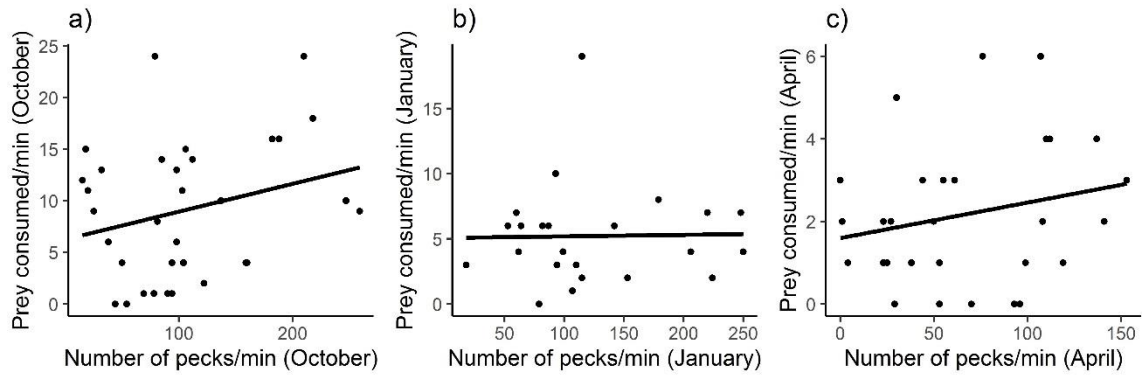 a)
Prey consumed/min (October)
25
20
15
10
5
0
100
200
Number of pecks/min (October)
b)
Prey consumed/min (January)
15
10
5
0
50
100
150
200
250
Number of pecks/min (January)
c)
Prey consumed/min (April)
6
4
2
0
0
50
100
150
Number of pecks/min (April)